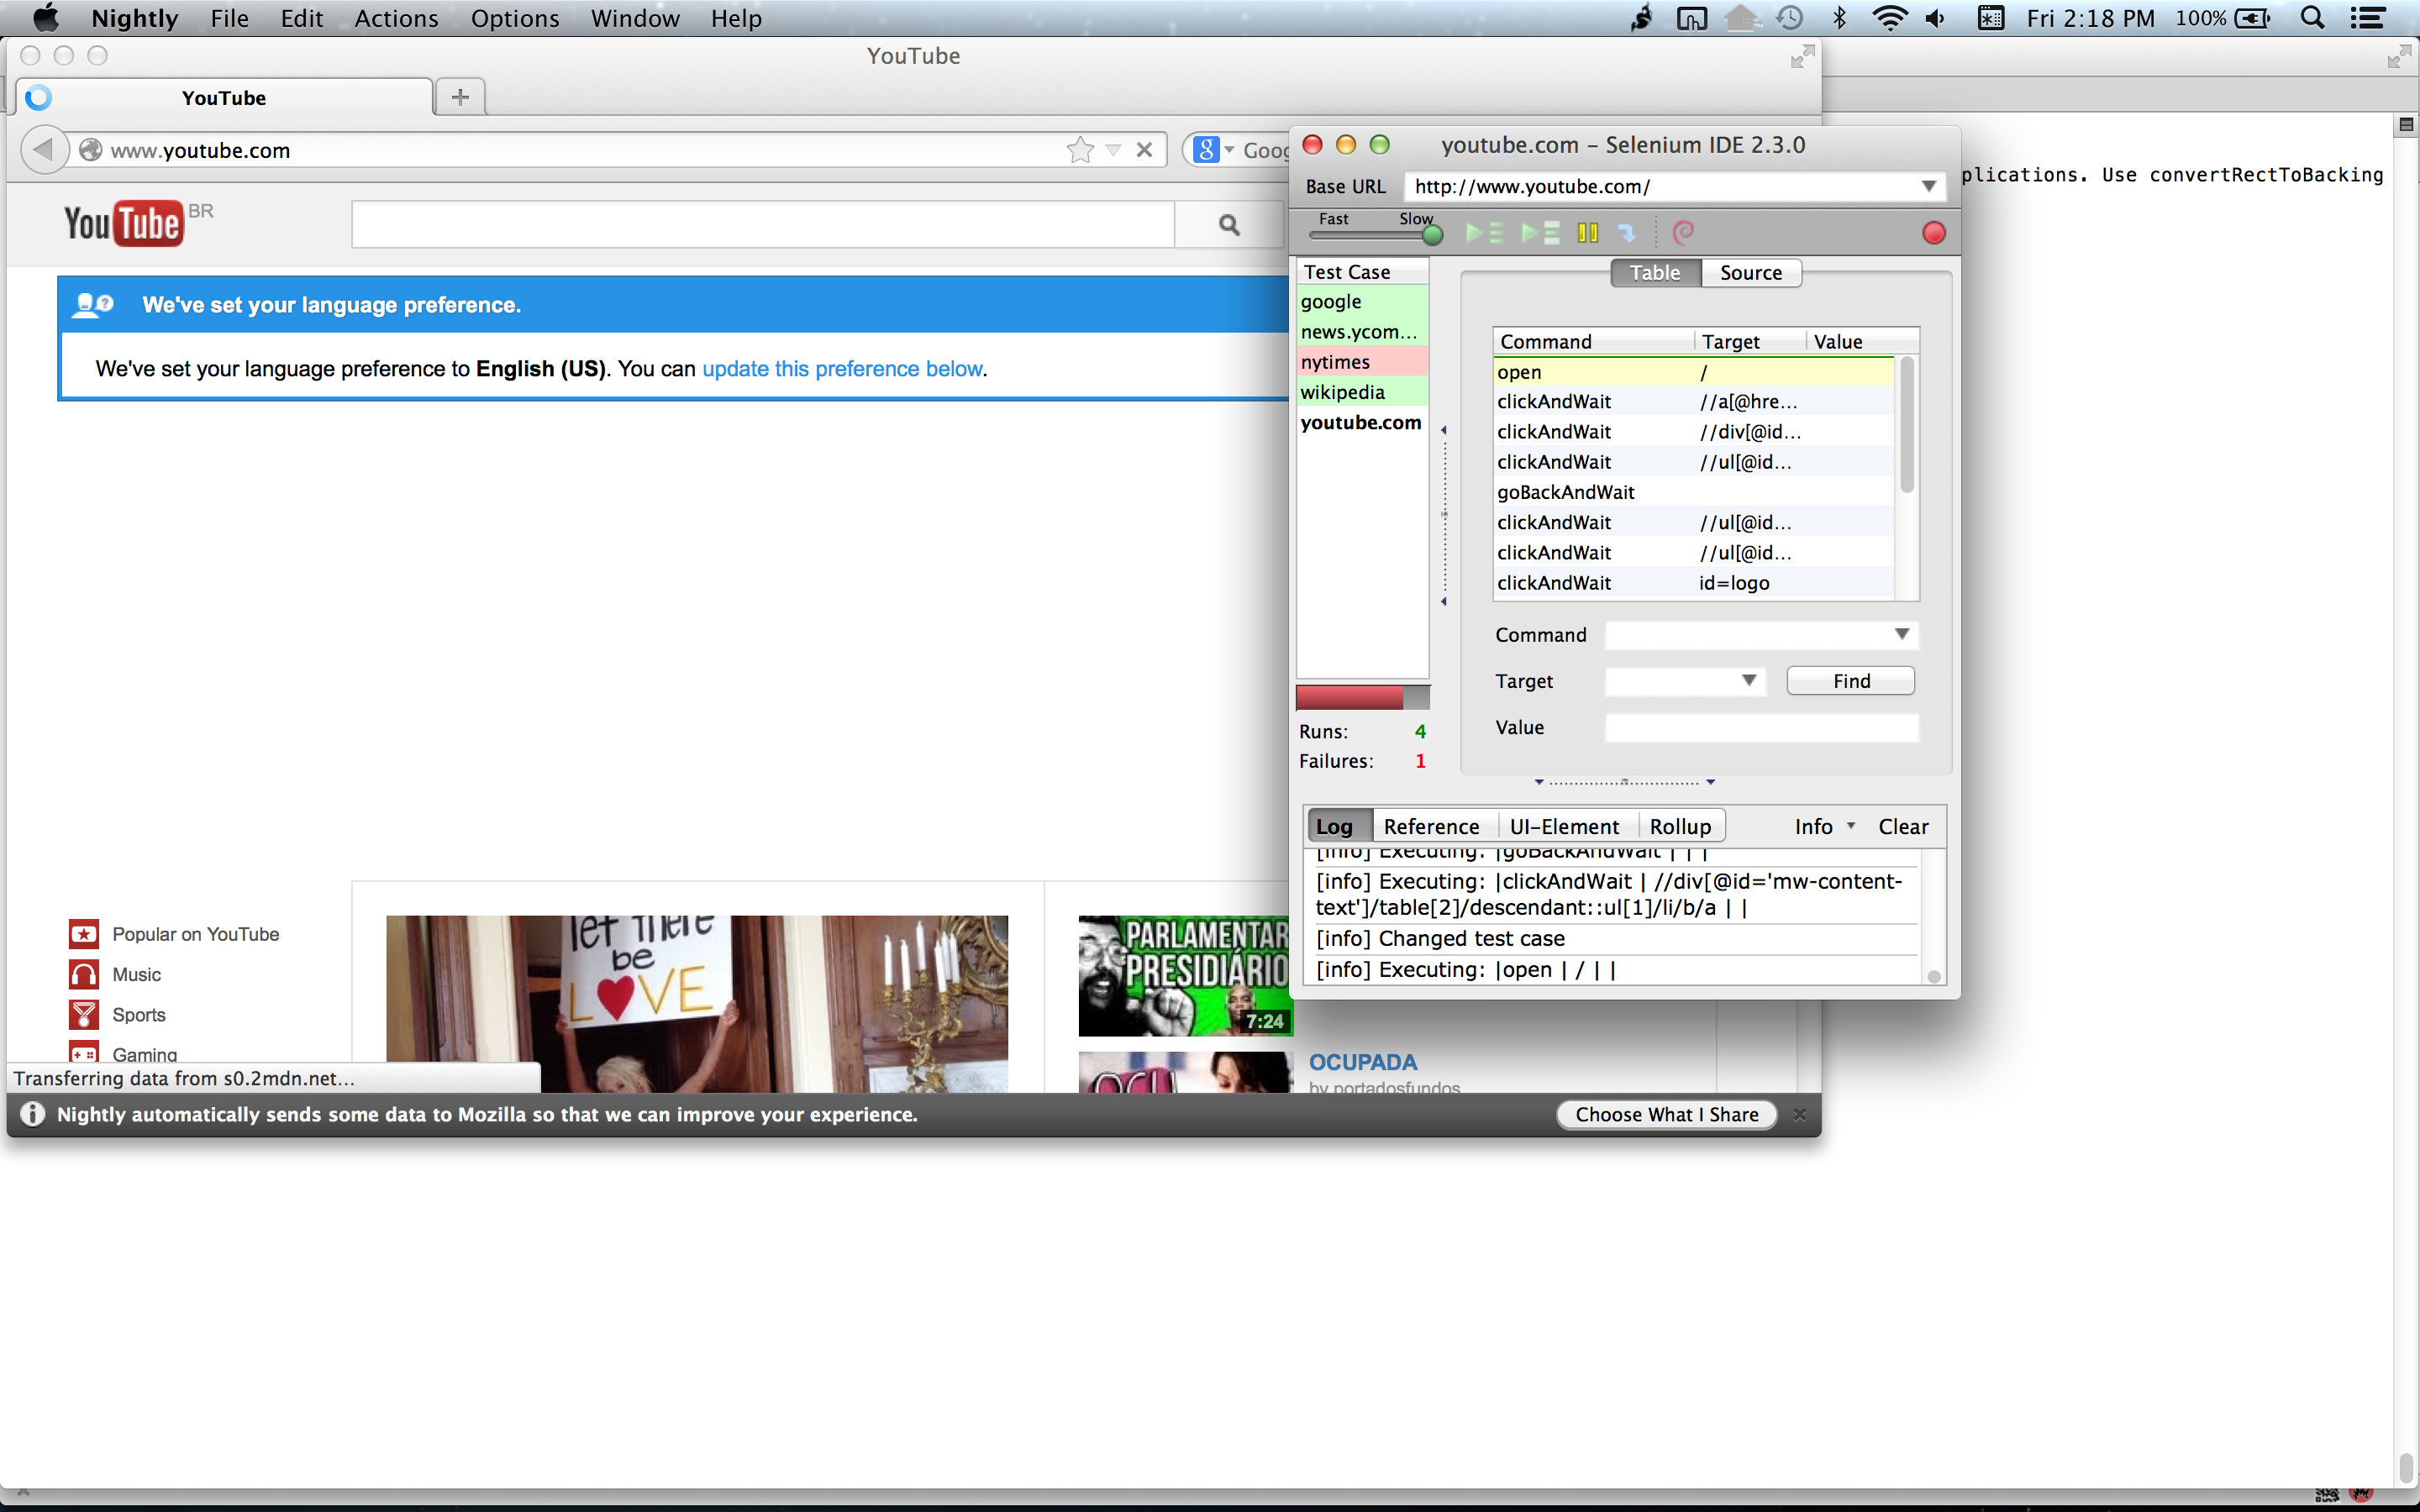 Nightly File Edit Actions Options Window Help
Fri 2:18 PM 100%
YouTube
YouTube
www.youtube.com
g
You Tube BR
We've set your language preference.
We've set your language preference to English (US). You can update this preference below.
Popular on YouTube
Music
Sports
Gaming
let there
be
LOVE
PARLAMENTAR
PRESIDIÁRIO
7:24
OCUPADA
by portadosfundos
Transferring data from s0.2mdn.net...
Nightly automatically sends some data to Mozilla so that we can improve your experience.
Choose What I Share
youtube.com - Selenium IDE 2.3.0
Base URL http://www.youtube.com/
Fast Slow
Test Case
google
news.ycom...
nytimes
wikipedia
youtube.com
Runs: 4
Failures: 1
Table Source
Command Target Value
open /
clickAndWait //a[@hre...
clickAndWait //div[@id...
clickAndWait //ul[@id...
goBackAndWait
clickAndWait //ul[@id...
clickAndWait //ul[@id...
clickAndWait id=logo
Command
Target Find
Value
Log Reference UI-Element Rollup Info Clear
[info] Executing: |goBackAndWait | | |
[info] Executing: |clickAndWait | //div[@id='mw-content-
text']/table[2]/descendant::ul[1]/li/b/a | |
[info] Changed test case
[info] Executing: |open | / | |
plications. Use convertRectToBacking